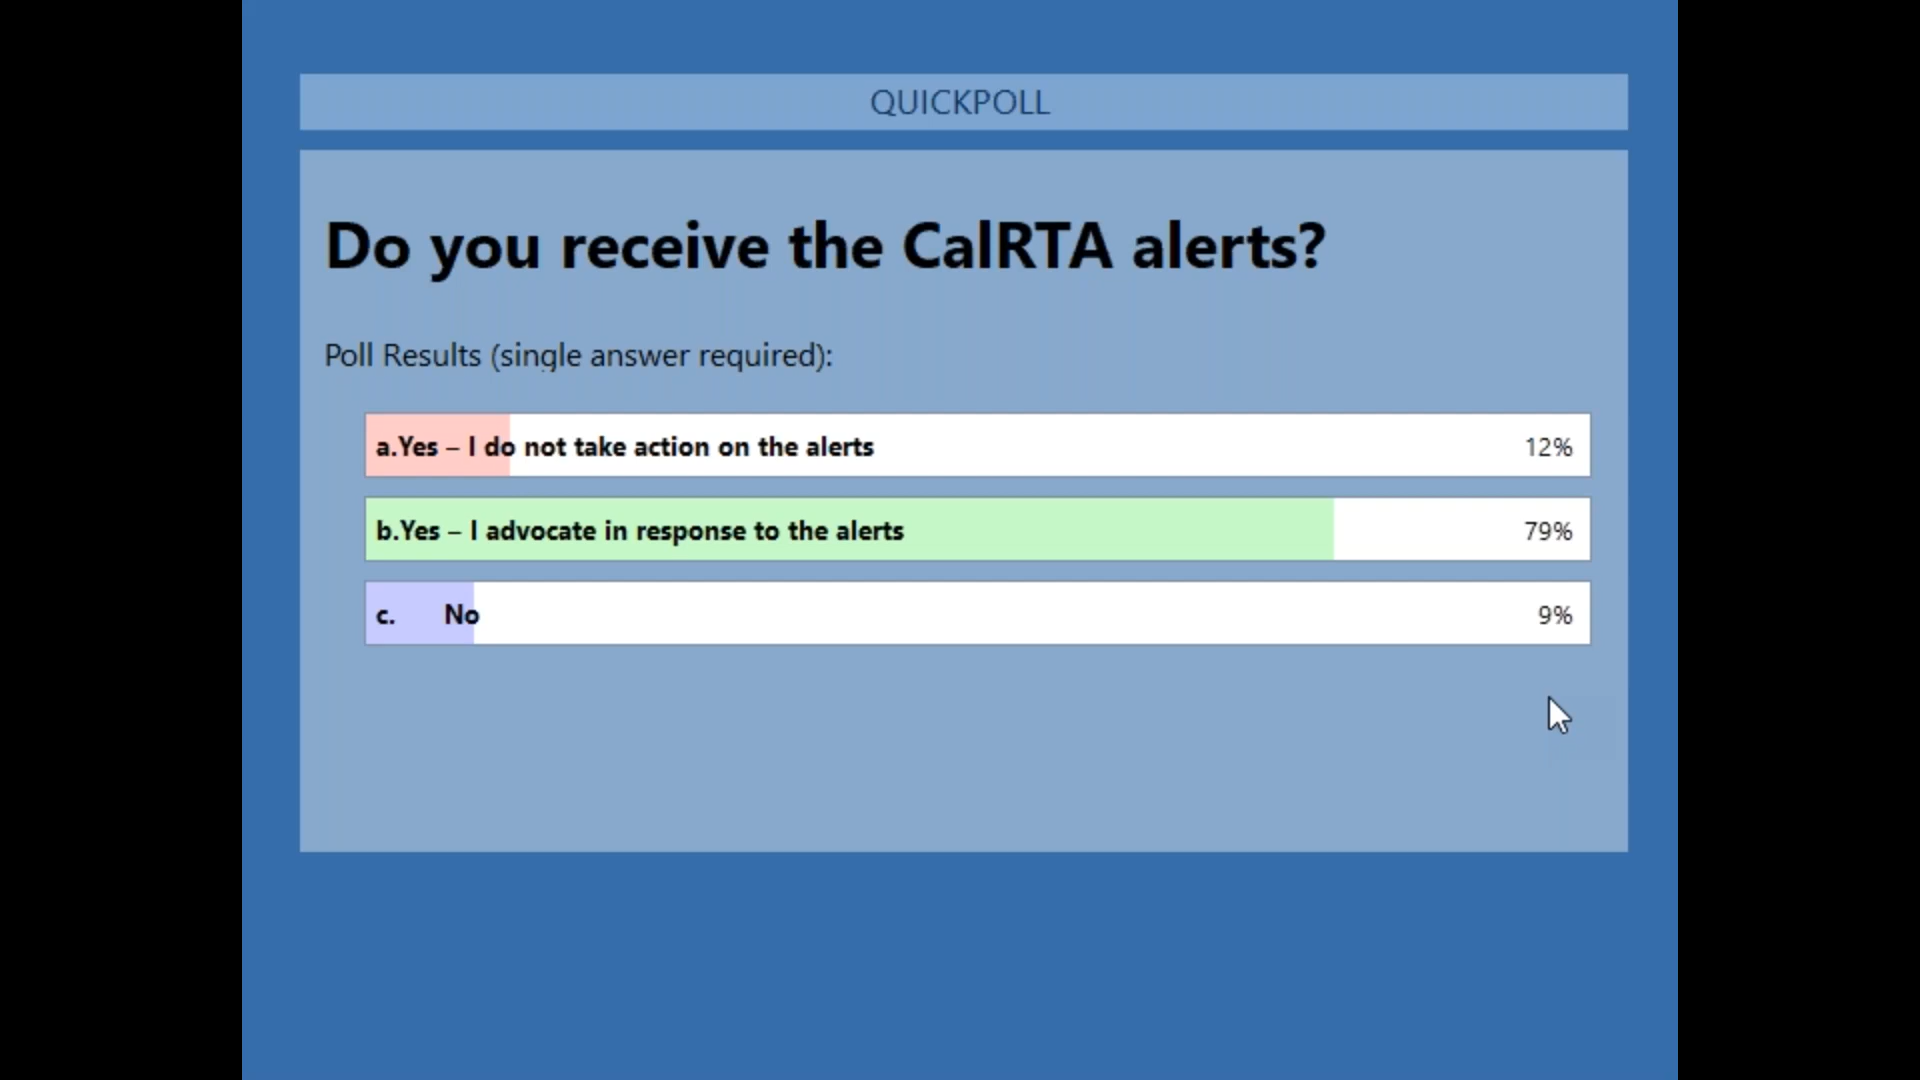 QUICKPOLL
Do you receive the CalRTA alerts?
Poll Results (single answer required):
a.Yes – I do not take action on the alerts 12%
b.Yes – I advocate in response to the alerts 79%
c. No 9%